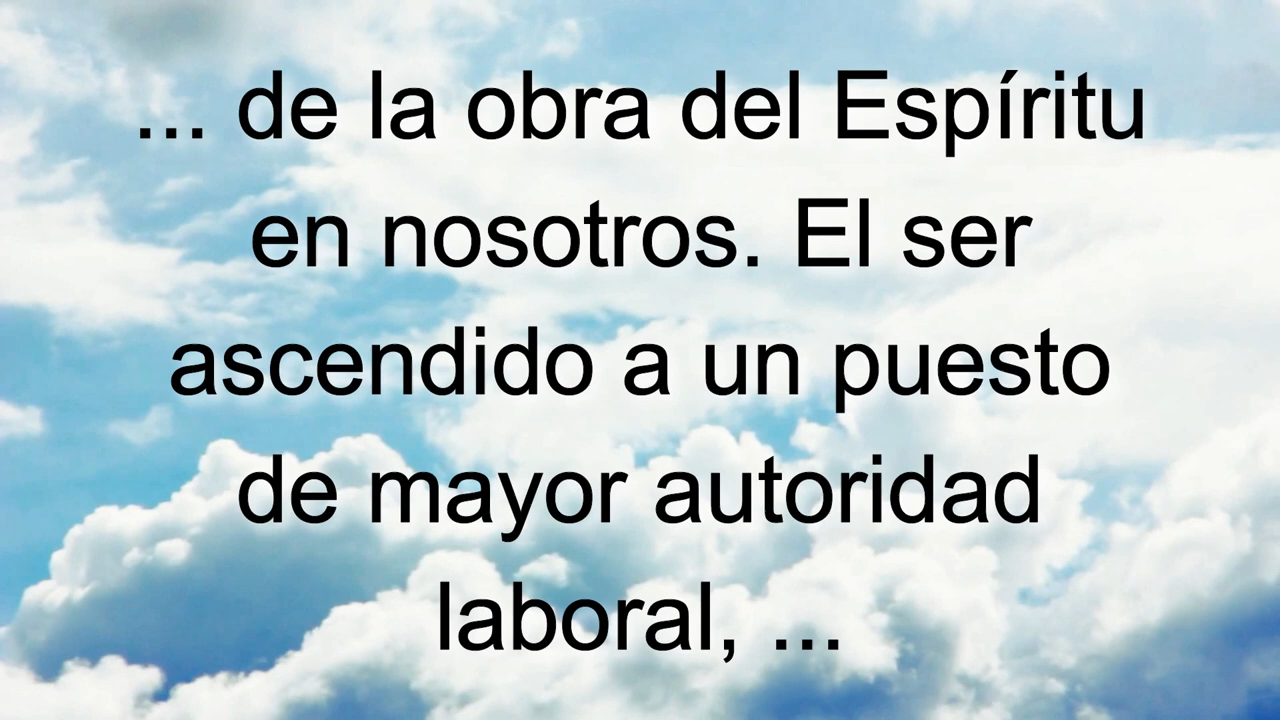 ... de la obra del Espíritu
en nosotros. El ser
ascendido a un puesto
de mayor autoridad
laboral, ...